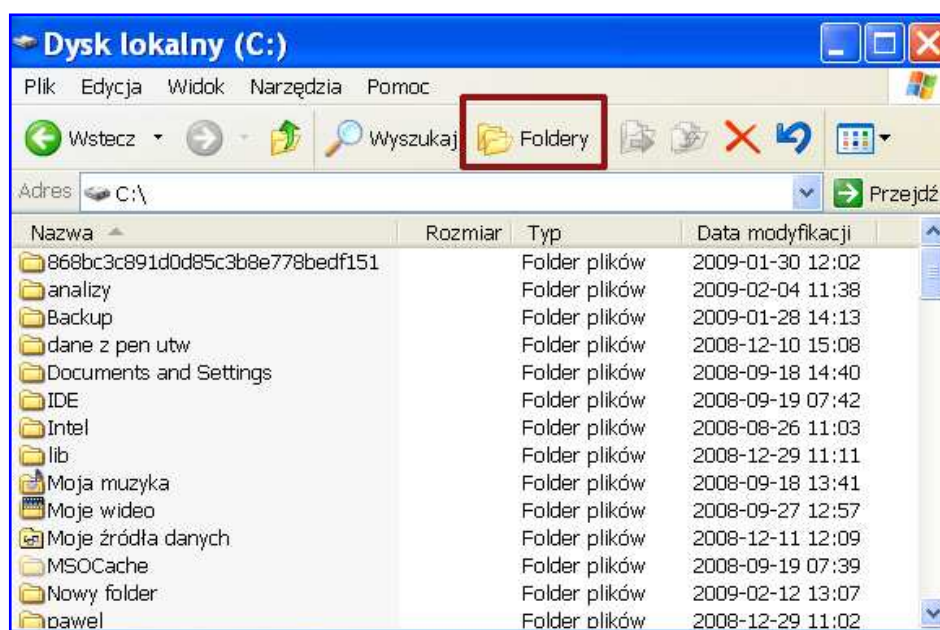 Dysk lokalny (C:)
Plik Edycja Widok Narzędzia Pomoc
Wstecz Wyszukaj Foldery
Adres C:\ Przejdź
Nazwa Rozmiar Typ Data modyfikacji
868bc3c891d0d85c3b8e778bedf151 Folder plików 2009-01-30 12:02
analizy Folder plików 2009-02-04 11:38
Backup Folder plików 2009-01-28 14:13
dane z pen utw Folder plików 2008-12-10 15:08
Documents and Settings Folder plików 2008-09-18 14:40
IDE Folder plików 2008-09-19 07:42
Intel Folder plików 2008-08-26 11:03
lib Folder plików 2008-12-29 11:11
Moja muzyka Folder plików 2008-09-18 13:41
Moje wideo Folder plików 2008-09-27 12:57
Moje źródła danych Folder plików 2008-12-11 12:09
MSOCache Folder plików 2008-09-19 07:39
Nowy folder Folder plików 2009-02-12 13:07
pawel Folder plików 2008-12-29 11:02